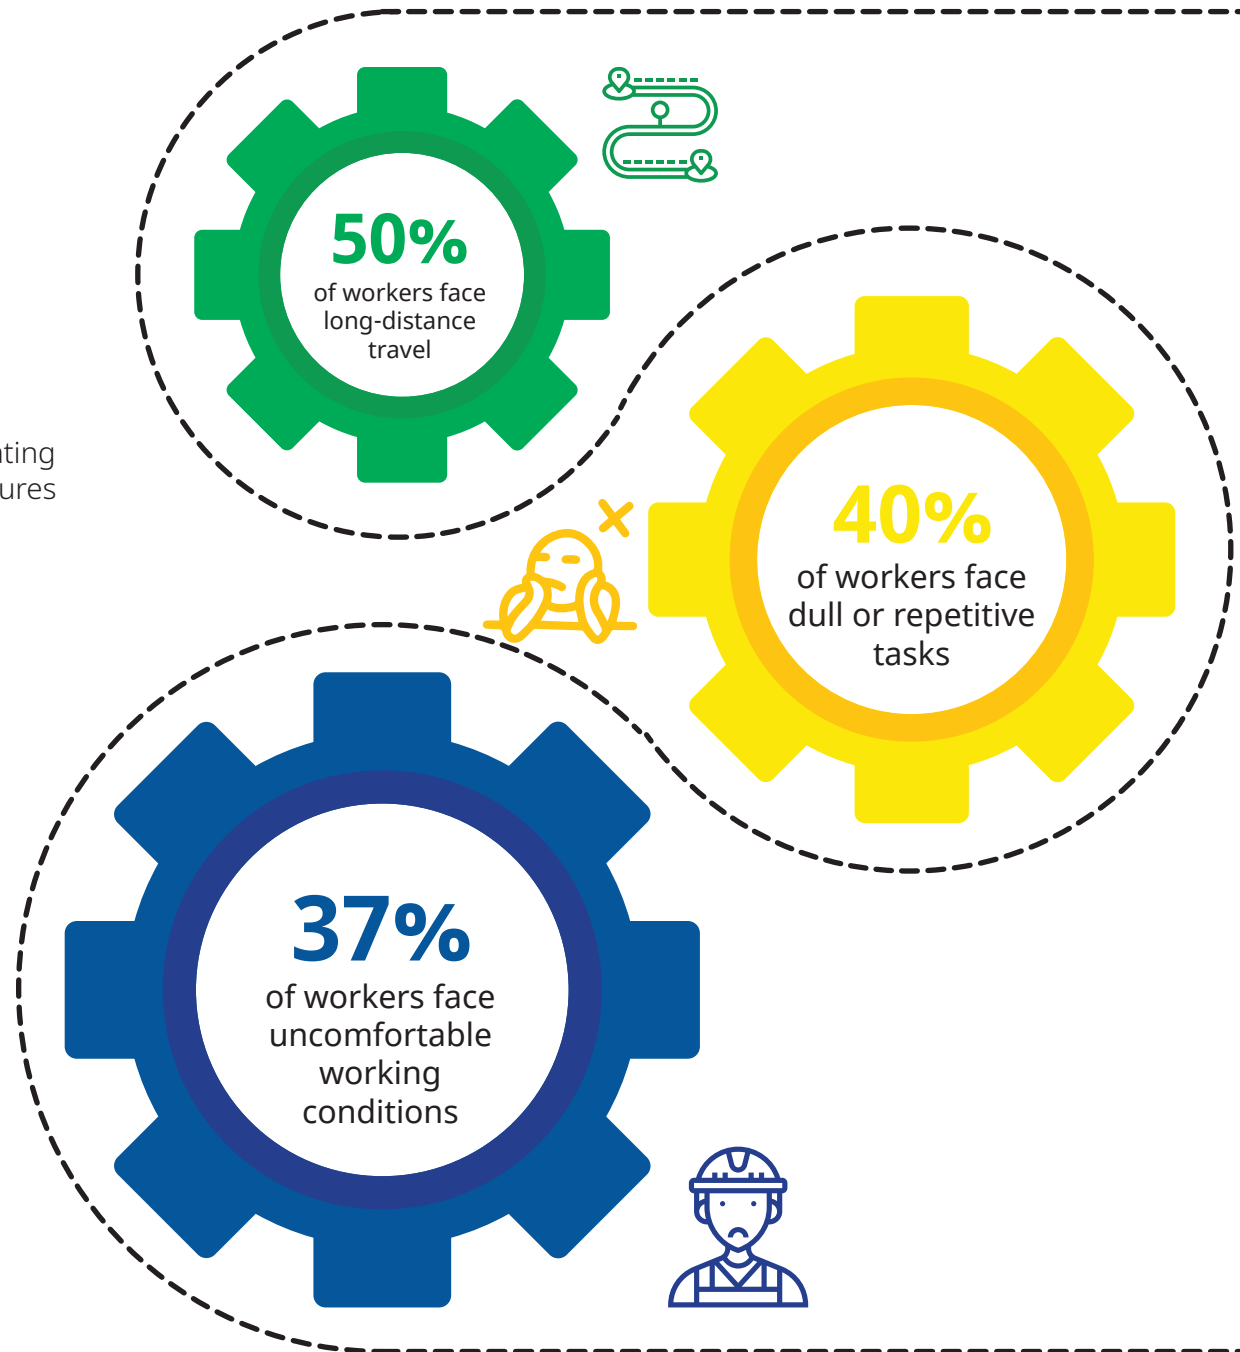 50%
of workers face
long-distance
travel
40%
of workers face
dull or repetitive
tasks
37%
of workers face
uncomfortable
working
conditions